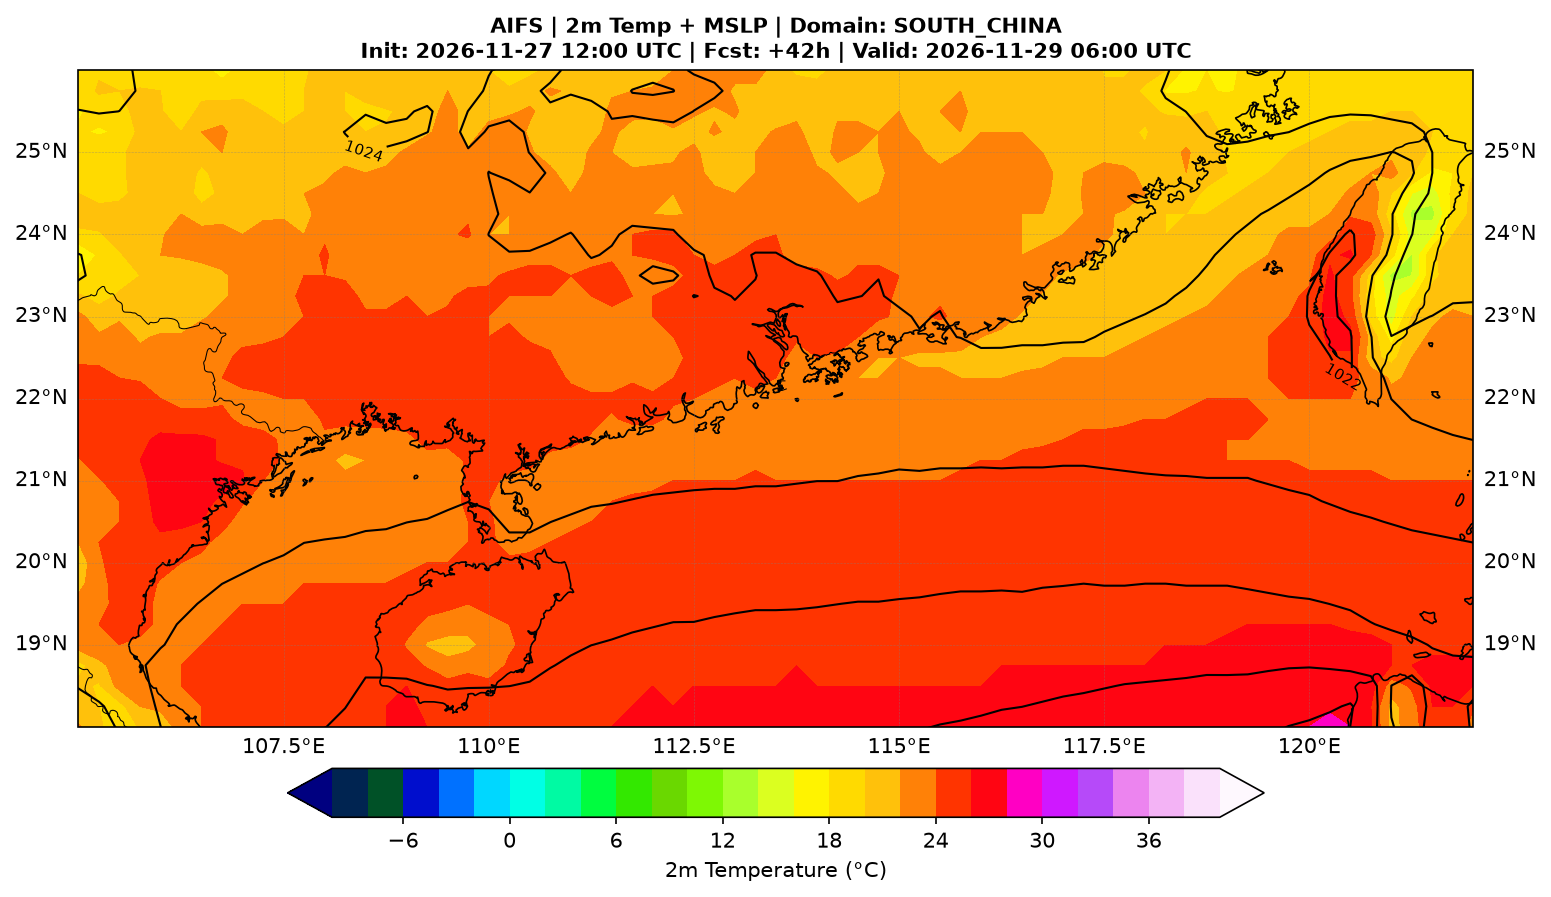 AIFS | 2m Temp + MSLP | Domain: SOUTH_CHINA
Init: 2026-11-27 12:00 UTC | Fcst: +42h | Valid: 2026-11-29 06:00 UTC
25°N 25°N
24°N 24°N
23°N 23°N
22°N 22°N
21°N 21°N
20°N 20°N
19°N 19°N
1024
1022
107.5°E 110°E 112.5°E 115°E 117.5°E 120°E
−6 0 6 12 18 24 30 36
2m Temperature (°C)